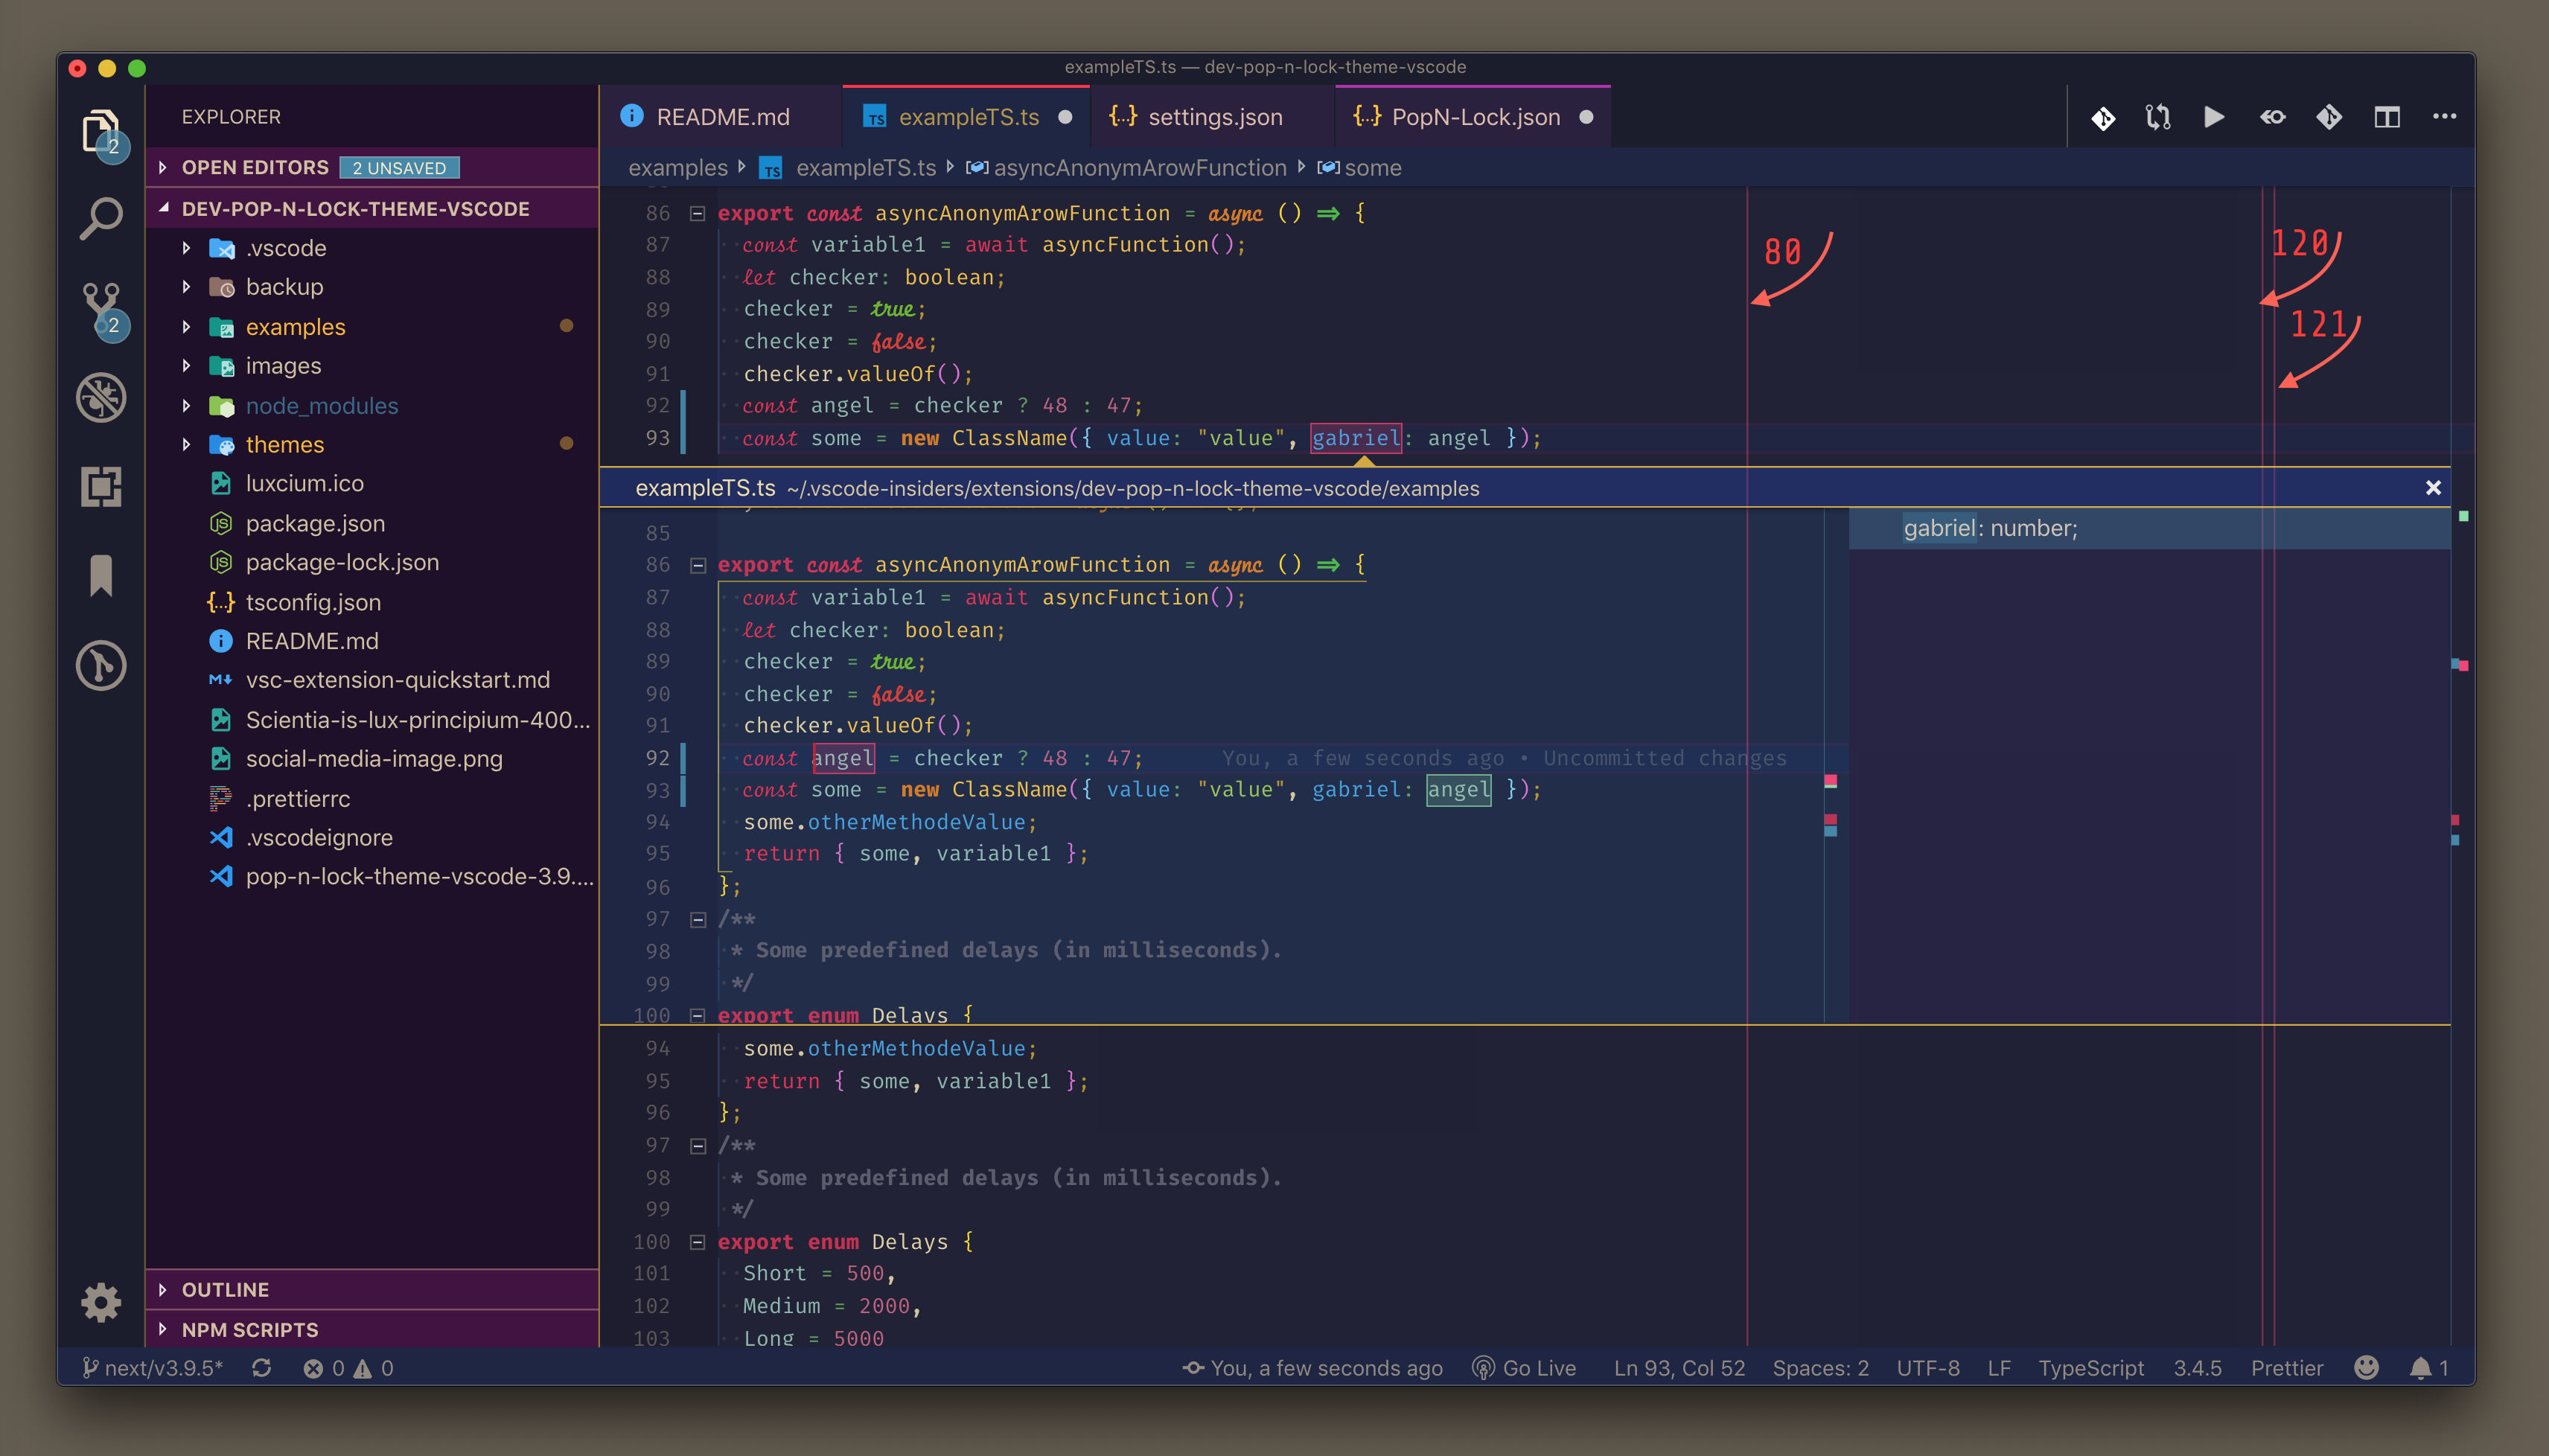 exampleTS.ts — dev-pop-n-lock-theme-vscode
2
2
EXPLORER
OPEN EDITORS 2 UNSAVED
DEV-POP-N-LOCK-THEME-VSCODE
.vscode
backup
examples
images
node_modules
themes
luxcium.ico
package.json
package-lock.json
{..} tsconfig.json
README.md
vsc-extension-quickstart.md
Scientia-is-lux-principium-400...
social-media-image.png
.prettierrc
.vscodeignore
pop-n-lock-theme-vscode-3.9....
OUTLINE
NPM SCRIPTS
README.md
TS exampleTS.ts
{..} settings.json
{..} PopN-Lock.json
examples TS exampleTS.ts asyncAnonymArowFunction some
86 export const asyncAnonymArowFunction = async () => {
87 const variable1 = await asyncFunction();
88 let checker: boolean;
89 checker = true;
90 checker = false;
91 checker.valueOf();
92 const angel = checker ? 48 : 47;
93 const some = new ClassName({ value: "value", gabriel: angel });
80
120
121
exampleTS.ts ~/.vscode-insiders/extensions/dev-pop-n-lock-theme-vscode/examples
85
86 export const asyncAnonymArowFunction = async () => {
87 const variable1 = await asyncFunction();
88 let checker: boolean;
89 checker = true;
90 checker = false;
91 checker.valueOf();
92 const angel = checker ? 48 : 47; You, a few seconds ago • Uncommitted changes
93 const some = new ClassName({ value: "value", gabriel: angel });
94 some.otherMethodeValue;
95 return { some, variable1 };
96 };
97 /**
98 * Some predefined delays (in milliseconds).
99 */
100 export enum Delays {
gabriel: number;
94 some.otherMethodeValue;
95 return { some, variable1 };
96 };
97 /**
98 * Some predefined delays (in milliseconds).
99 */
100 export enum Delays {
101 Short = 500,
102 Medium = 2000,
103 Long = 5000
next/v3.9.5* 0 0 You, a few seconds ago Go Live Ln 93, Col 52 Spaces: 2 UTF-8 LF TypeScript 3.4.5 Prettier 1